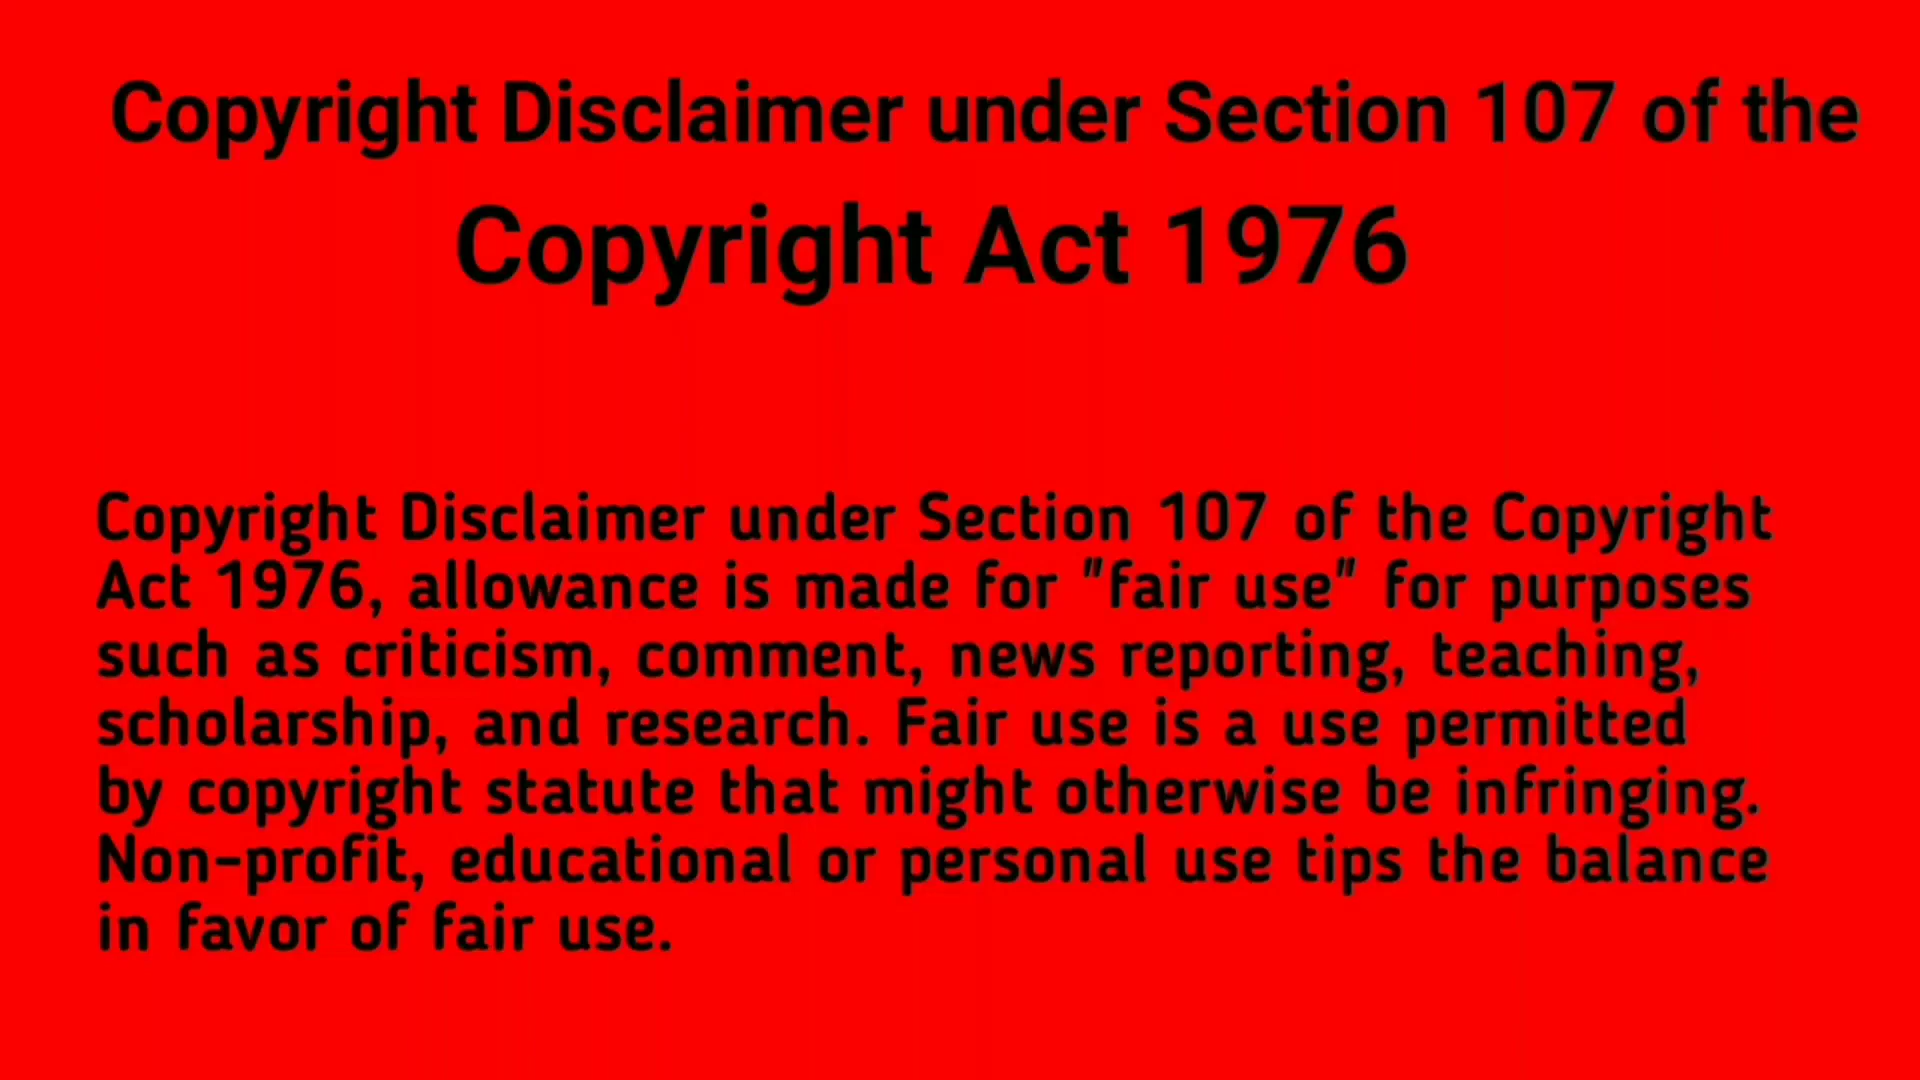 Copyright Disclaimer under Section 107 of the
Copyright Act 1976
Copyright Disclaimer under Section 107 of the Copyright
Act 1976, allowance is made for "fair use" for purposes
such as criticism, comment, news reporting, teaching,
scholarship, and research. Fair use is a use permitted
by copyright statute that might otherwise be infringing.
Non-profit, educational or personal use tips the balance
in favor of fair use.